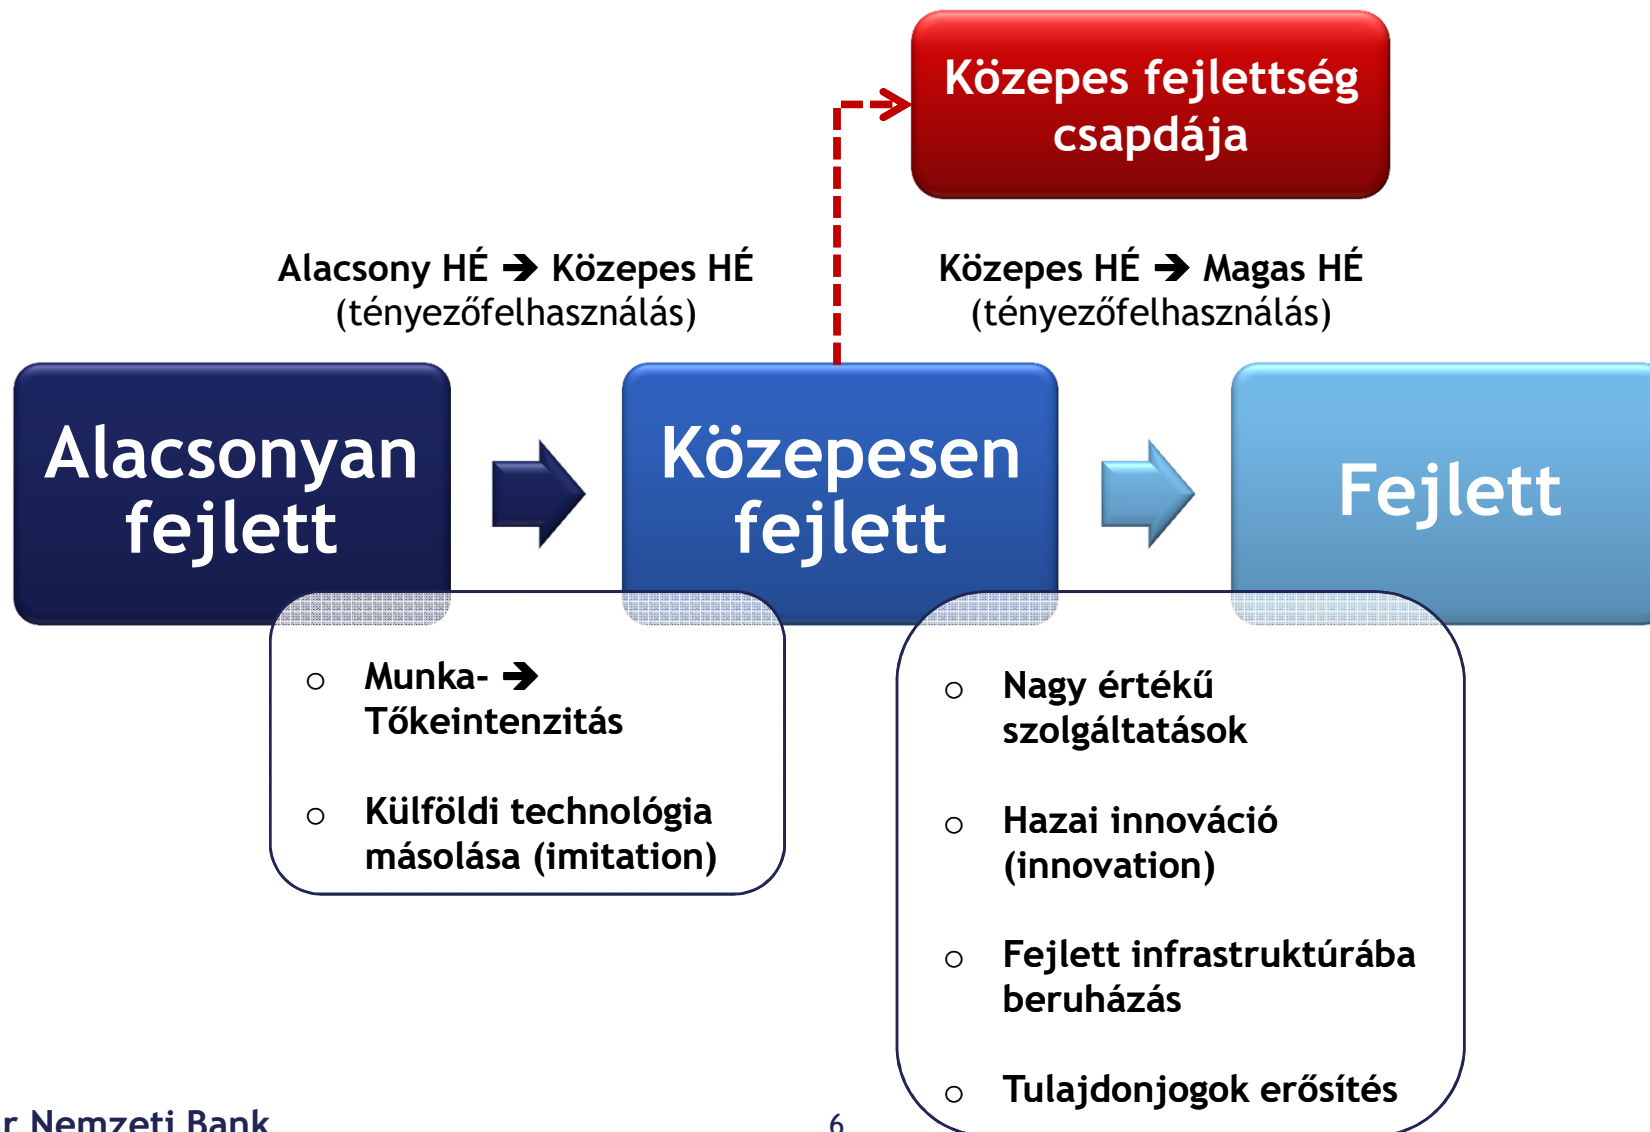 Közepes fejlettség
csapdája
Alacsony HÉ ➔ Közepes HÉ
(tényezőfelhasználás)
Közepes HÉ ➔ Magas HÉ
(tényezőfelhasználás)
Alacsonyan
fejlett
Közepesen
fejlett
Fejlett
o Munka- ➔
Tőkeintenzitás
o Külföldi technológia
másolása (imitation)
o Nagy értékű
szolgáltatások
o Hazai innováció
(innovation)
o Fejlett infrastruktúrába
beruházás
o Tulajdonjogok erősítés
r Nemzeti Bank
6